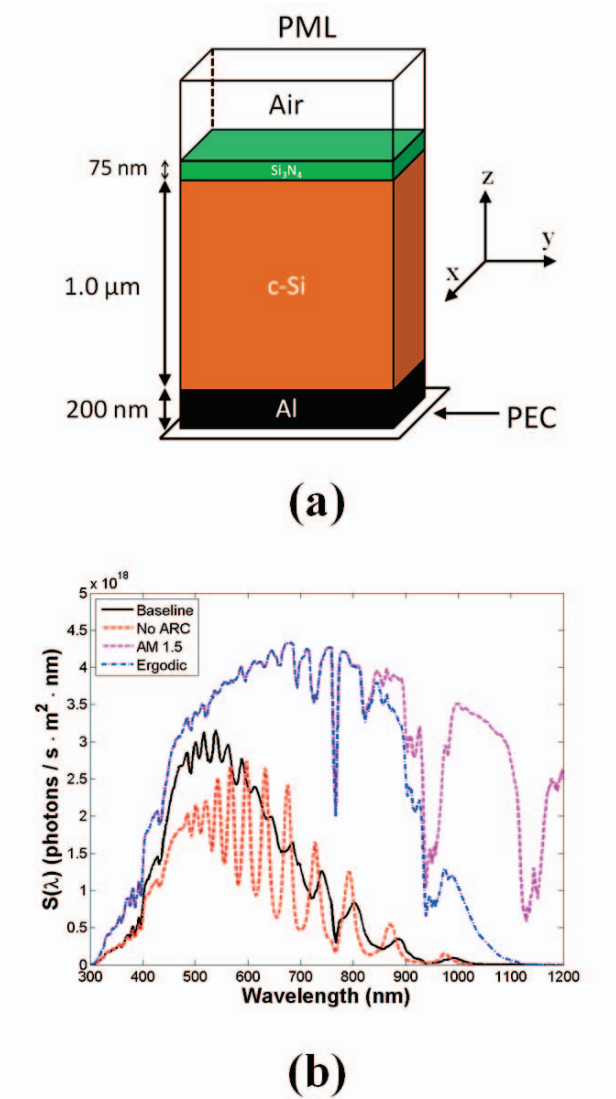 PML
Air
75 nm
Si₃N₄
1.0 μm
c-Si
200 nm
Al
PEC
z
y
x
(a)
x 10¹⁸
5
4.5
4
3.5
3
2.5
2
1.5
1
0.5
0
S(λ) (photons / s · m² · nm)
Baseline
No ARC
AM 1.5
Ergodic
300 400 500 600 700 800 900 1000 1100 1200
Wavelength (nm)
(b)